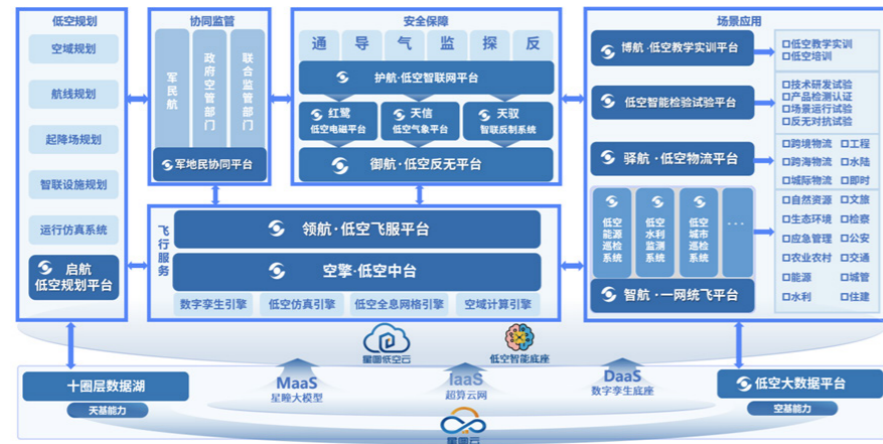 低空规划
空域规划
航线规划
起降场规划
智联设施规划
运行仿真系统
启航
低空规划平台
协同监管
军民航
政府空管部门
联合监管部门
军地民协同平台
安全保障
通 导 气 监 探 反
护航·低空智联网平台
红鹭
低空电磁平台
天信
低空气象平台
天驭
智联反制系统
御航·低空反无平台
飞行服务
领航·低空飞服平台
空擎·低空中台
数字孪生引擎
低空仿真引擎
低空全息网格引擎
空域计算引擎
场景应用
博航·低空教学实训平台
低空教学实训
低空培训
低空智能检验试验平台
技术研发试验
产品检测认证
场景运行试验
反无对抗试验
驿航·低空物流平台
跨境物流 工程
跨海物流 水陆
城际物流 即时
低空能源巡检系统
低空水利监测系统
低空城市巡检系统
...
智航·一网统飞平台
自然资源 文旅
生态环境 检察
应急管理 公安
农业农村 交通
能源 城管
水利 住建
星图低空云
低空智能底座
十圈层数据湖
天基能力
MaaS
星瞳大模型
IaaS
超算云网
DaaS
数字孪生底座
低空大数据平台
空基能力
星图云